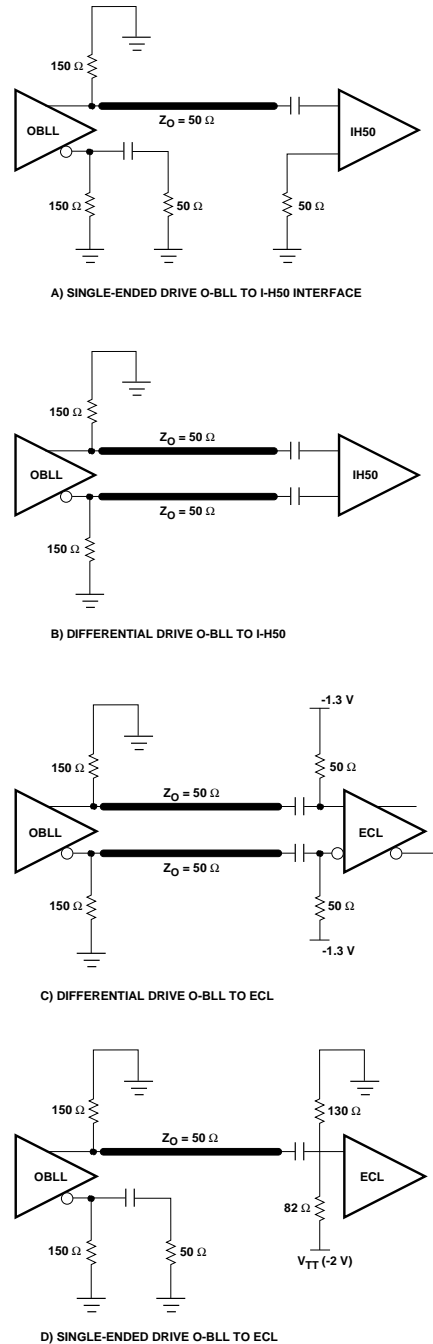 150 Ω
OBLL
Z_O = 50 Ω
IH50
150 Ω
50 Ω
50 Ω
A) SINGLE-ENDED DRIVE O-BLL TO I-H50 INTERFACE
150 Ω
Z_O = 50 Ω
OBLL
IH50
Z_O = 50 Ω
150 Ω
B) DIFFERENTIAL DRIVE O-BLL TO I-H50
-1.3 V
150 Ω
50 Ω
Z_O = 50 Ω
OBLL
ECL
Z_O = 50 Ω
150 Ω
50 Ω
-1.3 V
C) DIFFERENTIAL DRIVE O-BLL TO ECL
150 Ω
130 Ω
Z_O = 50 Ω
OBLL
ECL
82 Ω
150 Ω
50 Ω
V_TT (-2 V)
D) SINGLE-ENDED DRIVE O-BLL TO ECL